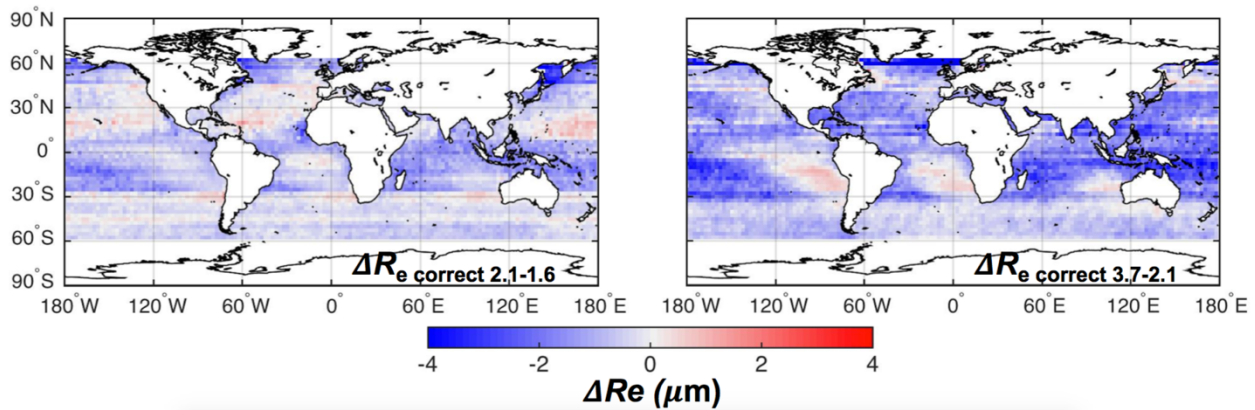 90° N
60° N
30° N
0°
30° S
60° S
90° S
ΔRe correct 2.1-1.6
ΔRe correct 3.7-2.1
180° W 120° W 60° W 0° 60° E 120° E 180° E
180° W 120° W 60° W 0° 60° E 120° E 180° E
-4 -2 0 2 4
ΔRe (μm)